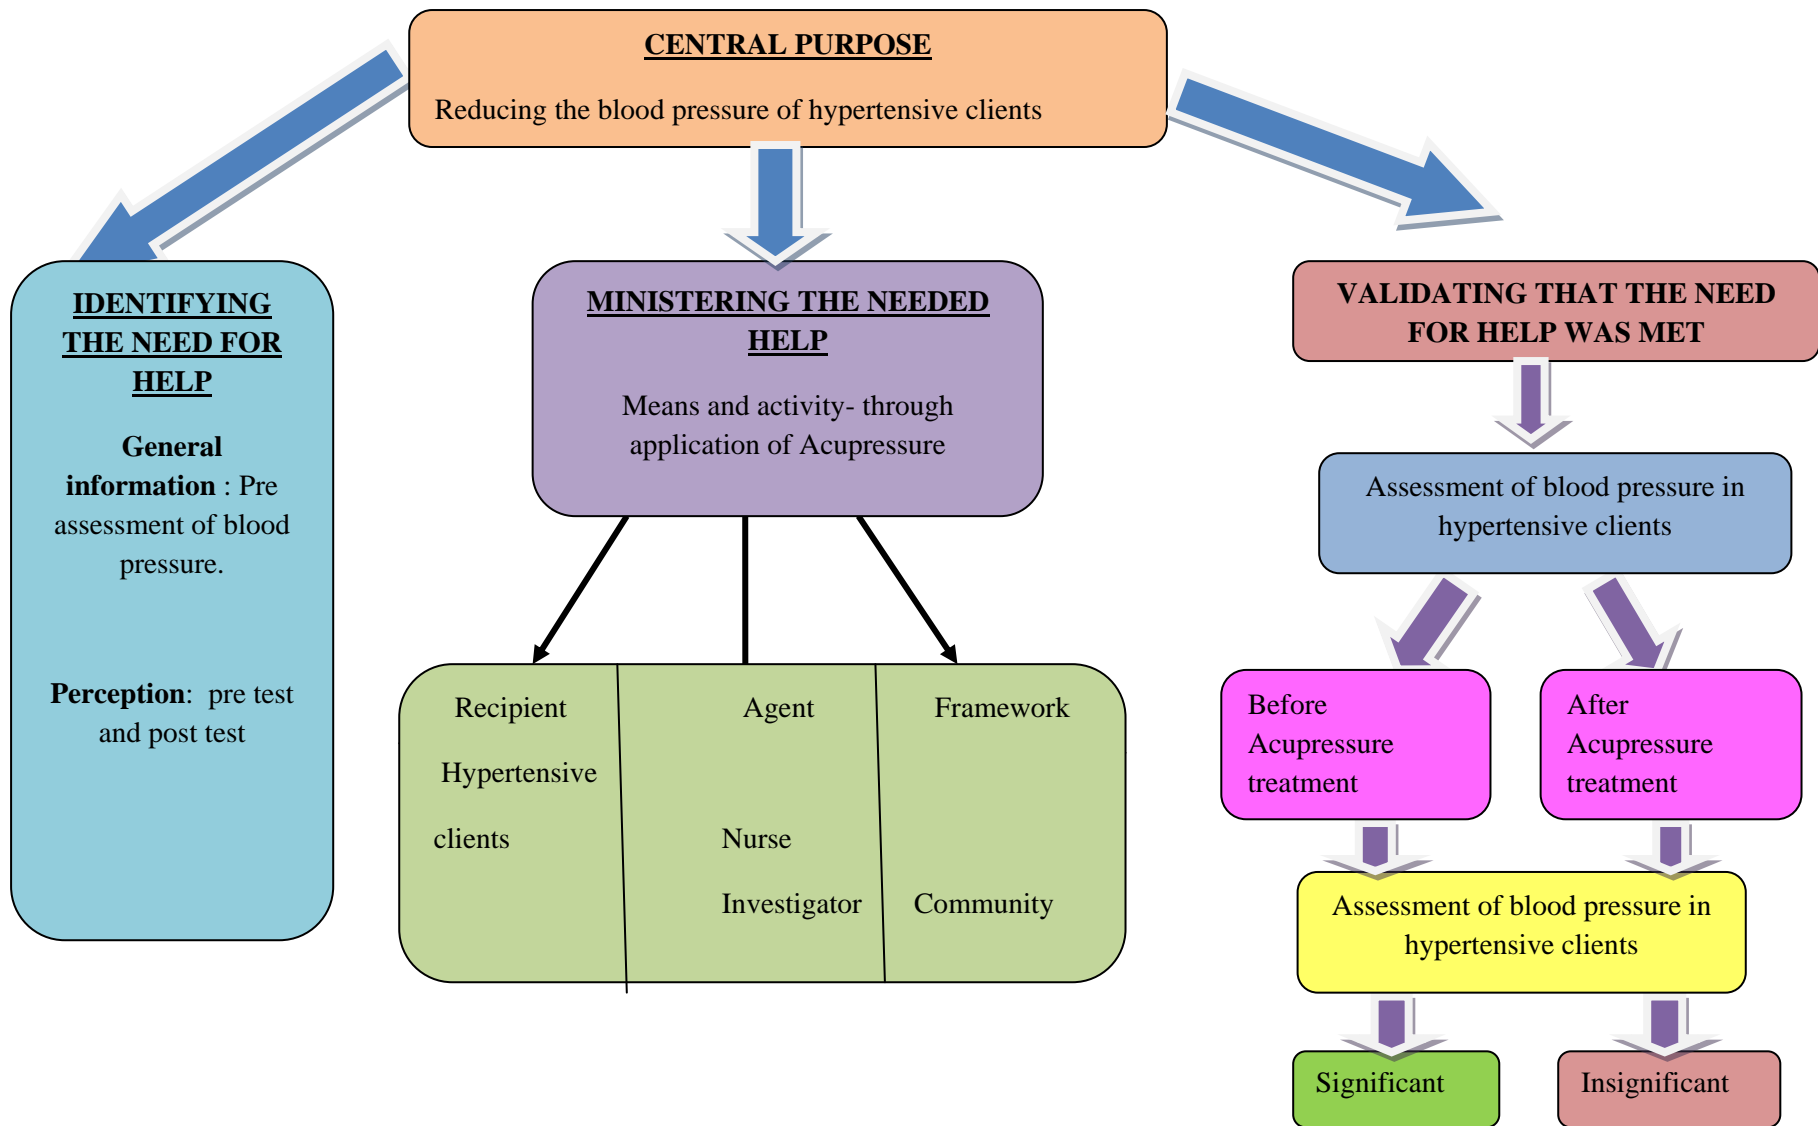 CENTRAL PURPOSE
Reducing the blood pressure of hypertensive clients
IDENTIFYING
THE NEED FOR
HELP
General
information : Pre
assessment of blood
pressure.
Perception: pre test
and post test
MINISTERING THE NEEDED
HELP
Means and activity- through
application of Acupressure
Recipient
Hypertensive
clients
Agent
Nurse
Investigator
Framework
Community
VALIDATING THAT THE NEED
FOR HELP WAS MET
Assessment of blood pressure in
hypertensive clients
Before
Acupressure
treatment
After
Acupressure
treatment
Assessment of blood pressure in
hypertensive clients
Significant
Insignificant